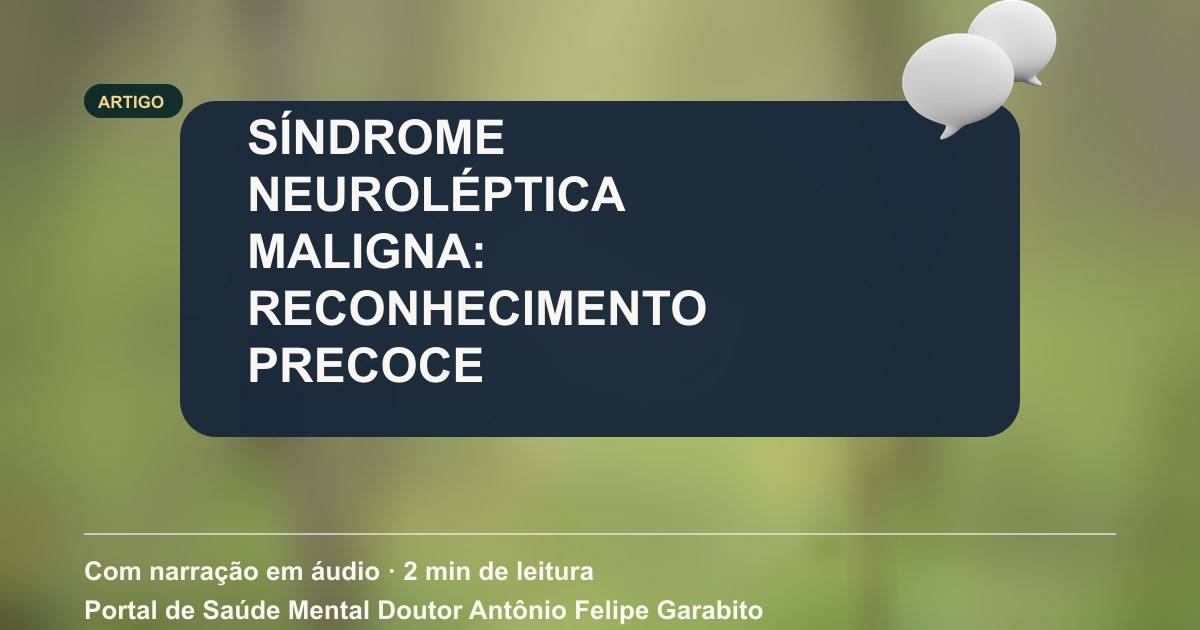 ARTIGO
SÍNDROME
NEUROLÉPTICA
MALIGNA:
RECONHECIMENTO
PRECOCE
Com narração em áudio · 2 min de leitura
Portal de Saúde Mental Doutor Antônio Felipe Garabito